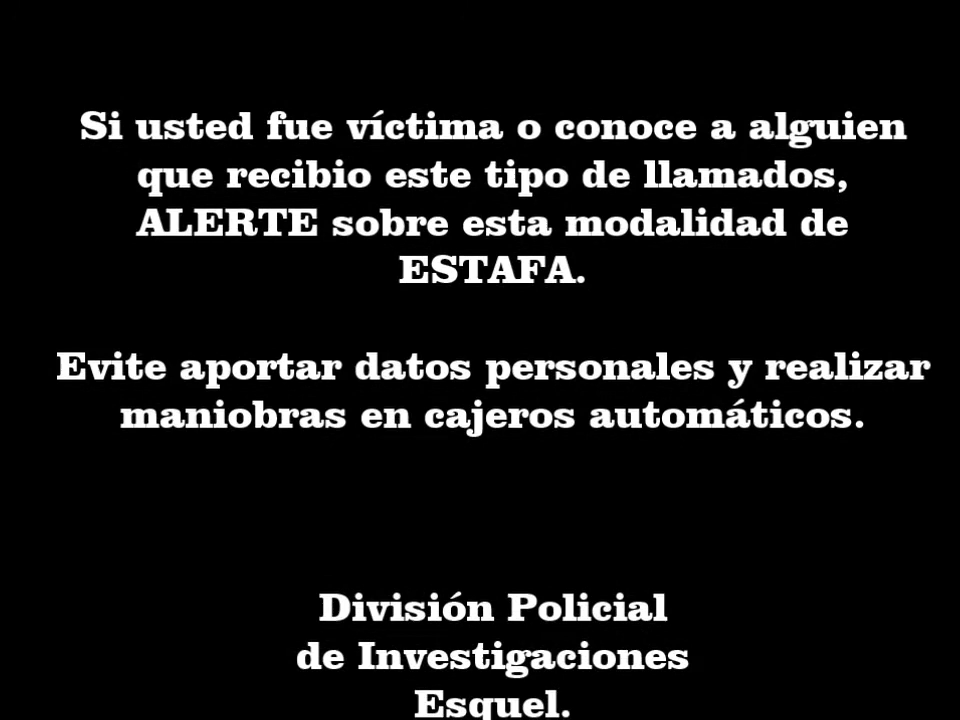 Si usted fue víctima o conoce a alguien
que recibio este tipo de llamados,
ALERTE sobre esta modalidad de
ESTAFA.
Evite aportar datos personales y realizar
maniobras en cajeros automáticos.
División Policial
de Investigaciones
Esquel.